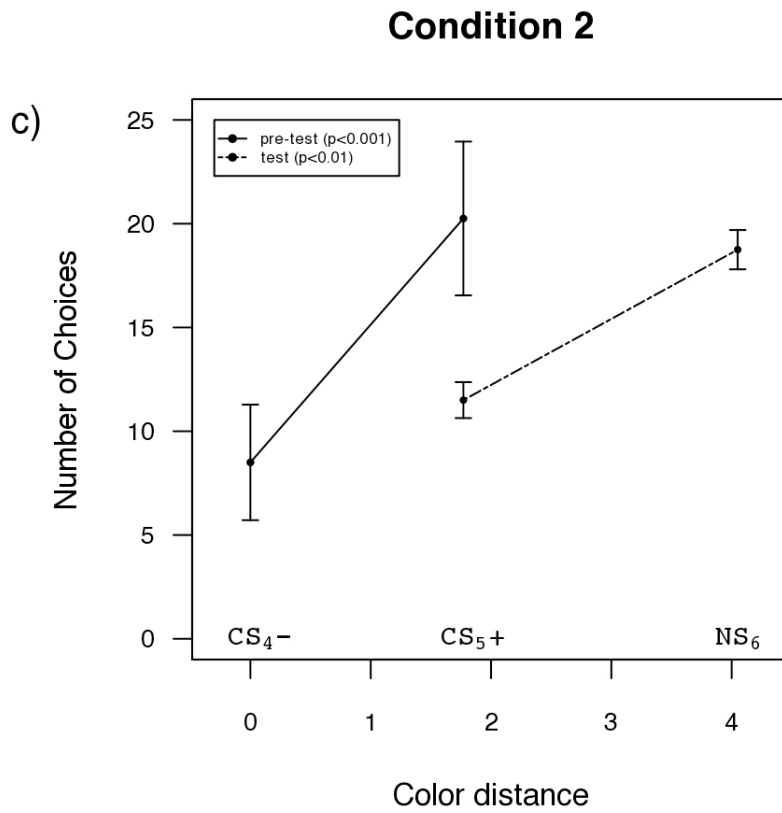 Condition 2
c)
pre-test (p<0.001)
test (p<0.01)
Number of Choices
25
20
15
10
5
0
CS₄− CS₅+ NS₆
0 1 2 3 4
Color distance